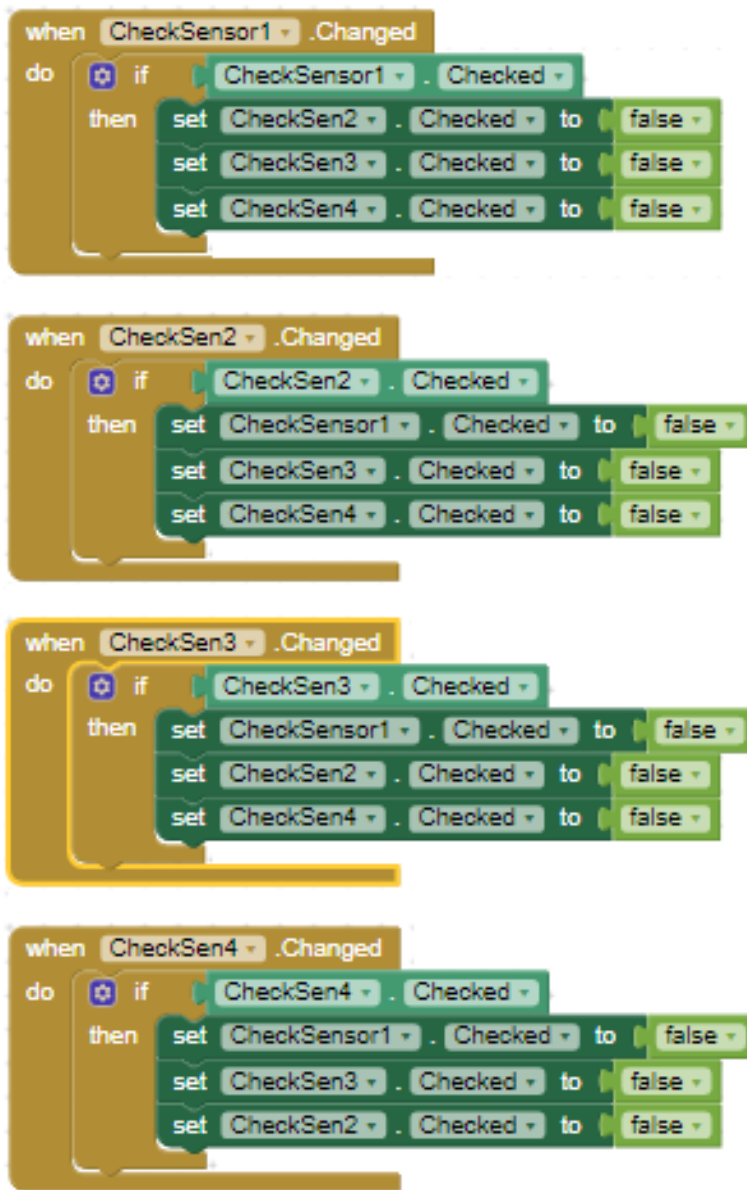 when CheckSensor1 .Changed
do if CheckSensor1 . Checked
then set CheckSen2 . Checked to false
set CheckSen3 . Checked to false
set CheckSen4 . Checked to false
when CheckSen2 .Changed
do if CheckSen2 . Checked
then set CheckSensor1 . Checked to false
set CheckSen3 . Checked to false
set CheckSen4 . Checked to false
when CheckSen3 .Changed
do if CheckSen3 . Checked
then set CheckSensor1 . Checked to false
set CheckSen2 . Checked to false
set CheckSen4 . Checked to false
when CheckSen4 .Changed
do if CheckSen4 . Checked
then set CheckSensor1 . Checked to false
set CheckSen3 . Checked to false
set CheckSen2 . Checked to false